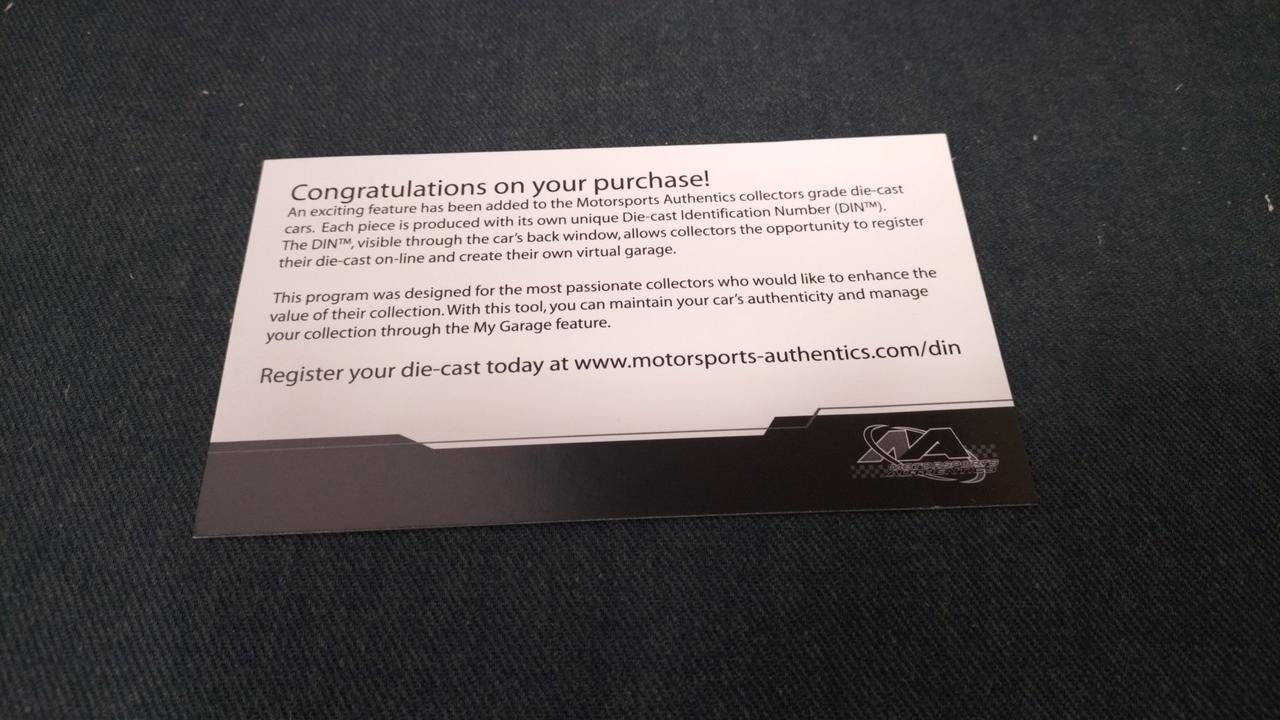 Congratulations on your purchase!
An exciting feature has been added to the Motorsports Authentics collectors grade die-cast
cars. Each piece is produced with its own unique Die-cast Identification Number (DIN™).
The DIN™, visible through the car's back window, allows collectors the opportunity to register
their die-cast on-line and create their own virtual garage.
This program was designed for the most passionate collectors who would like to enhance the
value of their collection. With this tool, you can maintain your car's authenticity and manage
your collection through the My Garage feature.
Register your die-cast today at www.motorsports-authentics.com/din
MA
MOTORSPORTS
AUTHENTICS